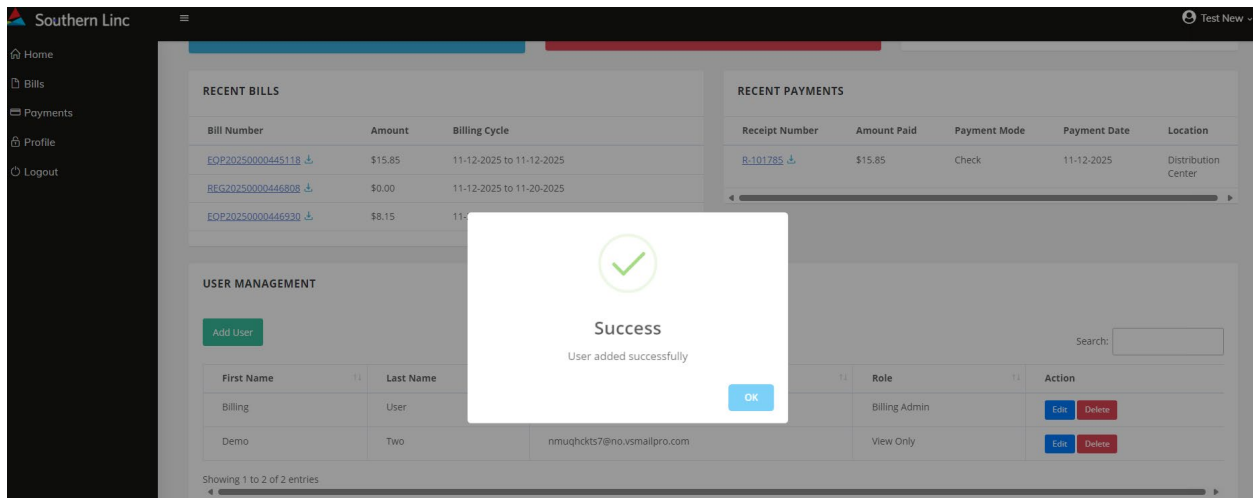 Southern Linc
Test New
Home
Bills
Payments
Profile
Logout
RECENT BILLS
Bill Number Amount Billing Cycle
EQP20250000445118 $15.85 11-12-2025 to 11-12-2025
REG20250000446808 $0.00 11-12-2025 to 11-20-2025
EQP20250000446930 $8.15 11-
RECENT PAYMENTS
Receipt Number Amount Paid Payment Mode Payment Date Location
R-101785 $15.85 Check 11-12-2025 Distribution
Center
USER MANAGEMENT
Add User
Search:
First Name Last Name Role Action
Billing User Billing Admin Edit Delete
Demo Two nmuqhckts7@no.vsmailpro.com View Only Edit Delete
Showing 1 to 2 of 2 entries
Success
User added successfully
OK